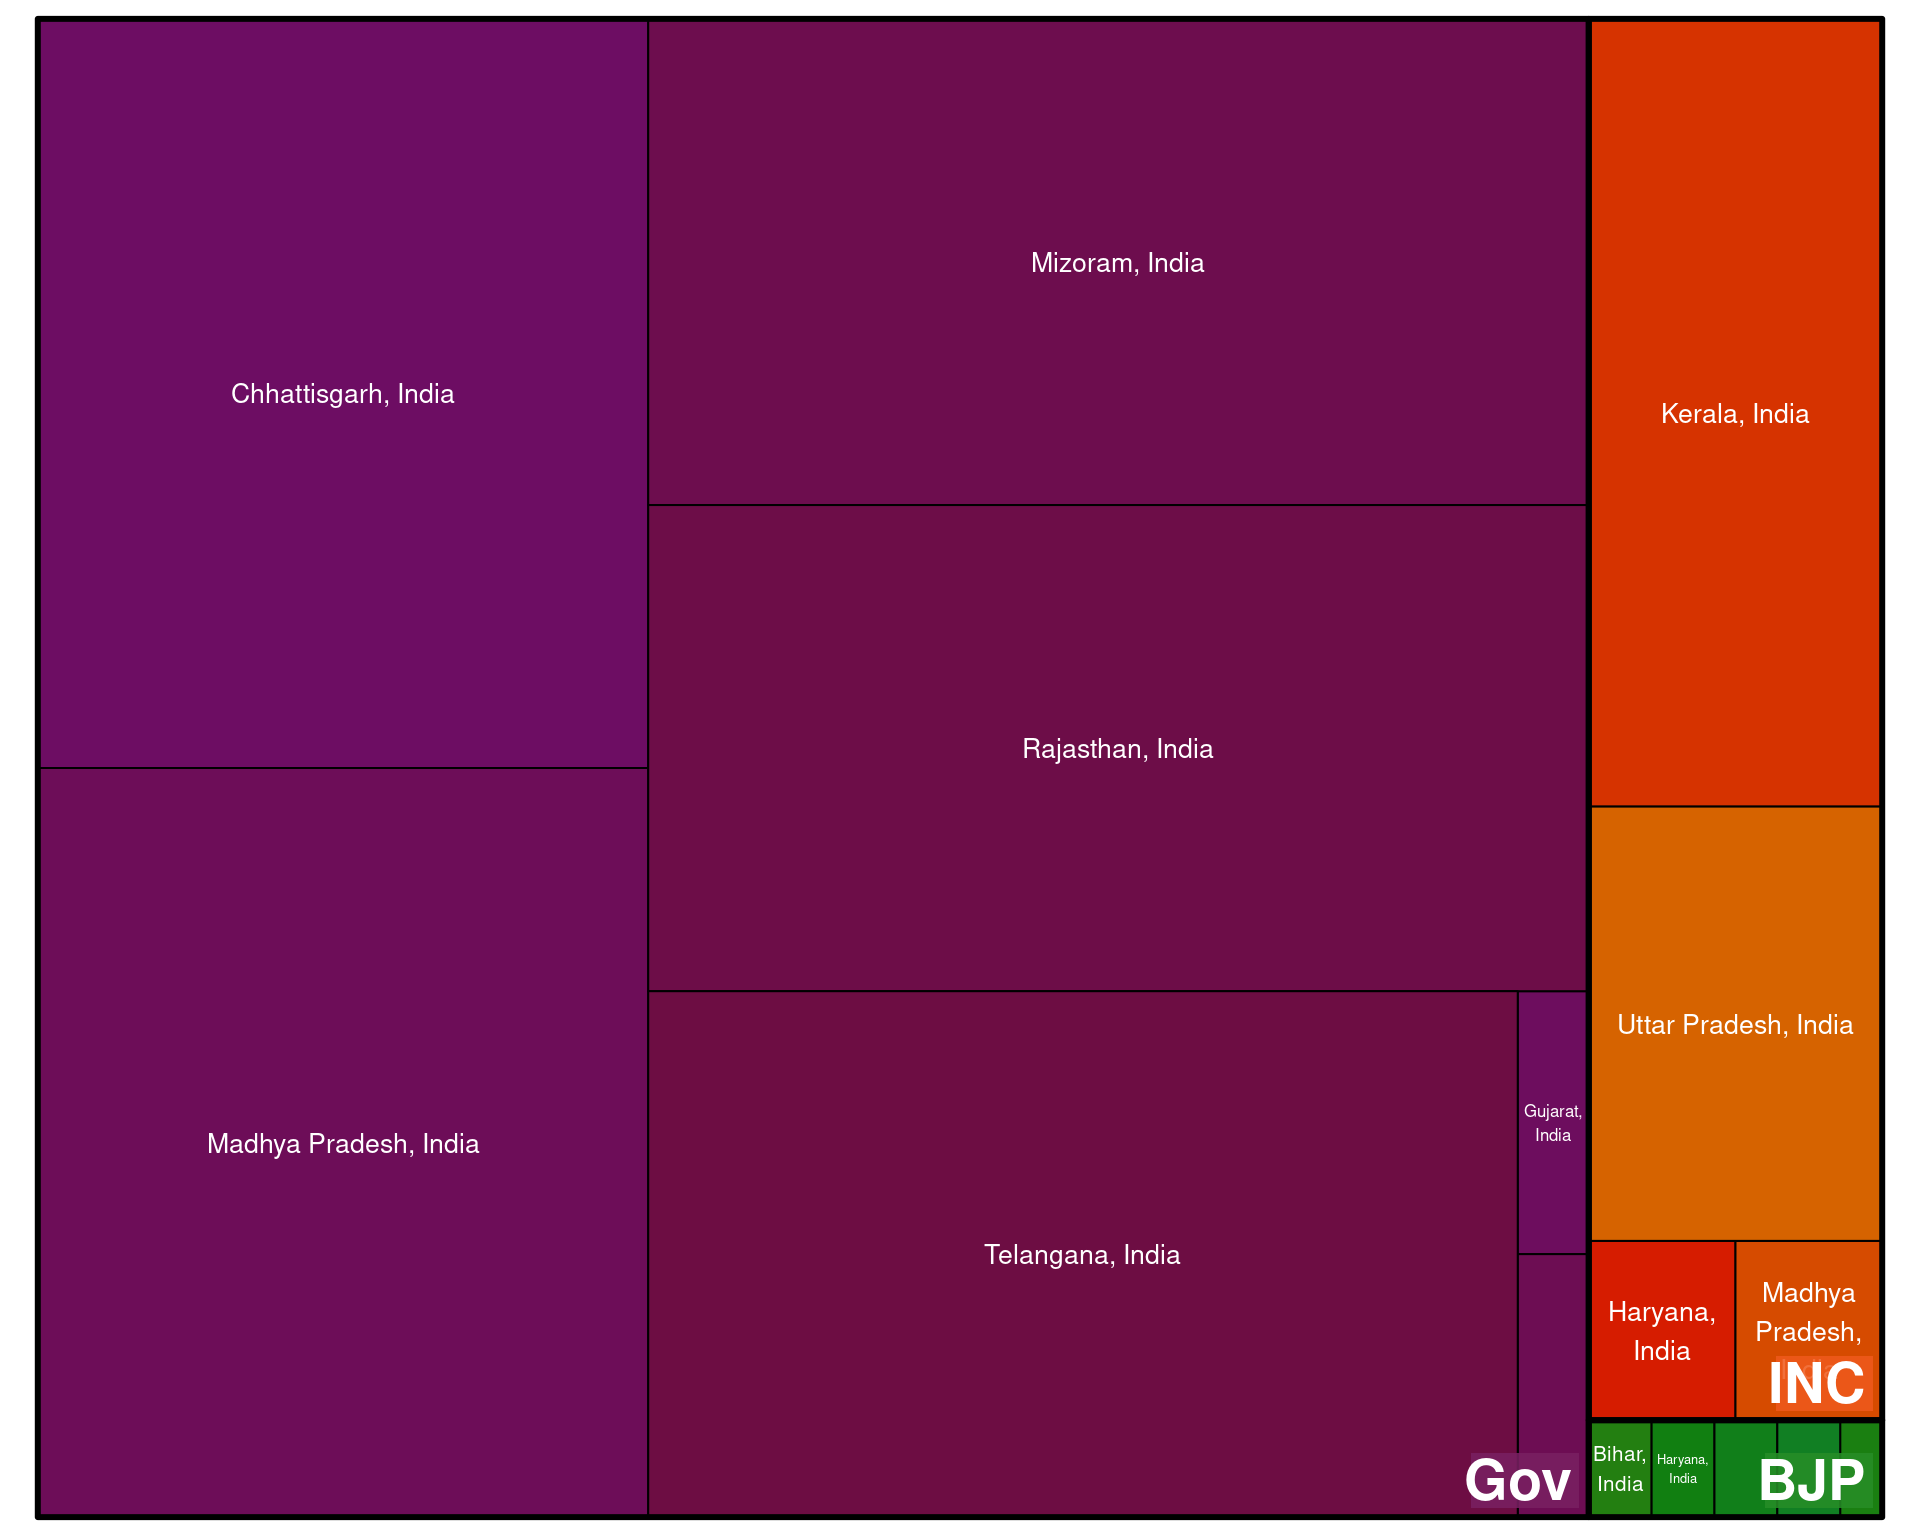 Chhattisgarh, India
Mizoram, India
Kerala, India
Rajasthan, India
Uttar Pradesh, India
Madhya Pradesh, India
Telangana, India
Gujarat,
India
Haryana,
India
Madhya
Pradesh,
INC
Gov
Bihar,
India
Haryana,
India
BJP